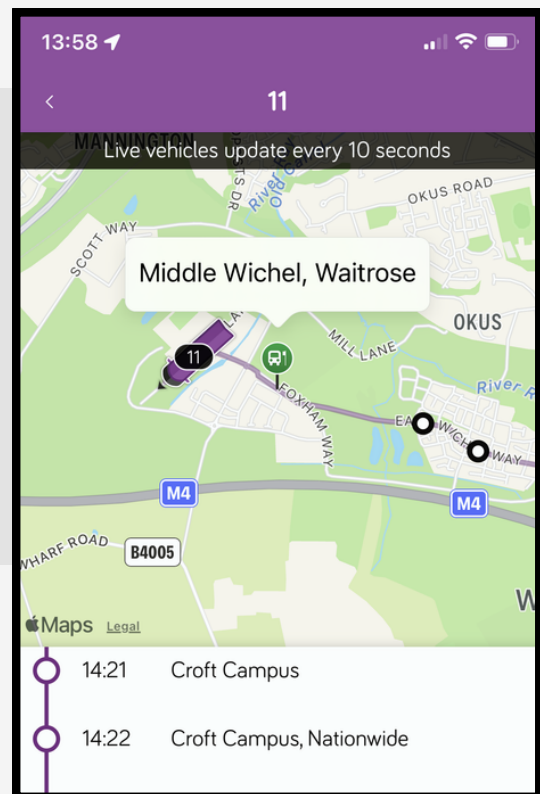 13:58
11
MANNINGTON
Live vehicles update every 10 seconds
OKUS ROAD
SCOTT WAY
Middle Wichel, Waitrose
11
MILL LANE
OKUS
FOXHAM WAY
River
WAY
M4
M4
WHARF ROAD
B4005
W
Maps Legal
14:21 Croft Campus
14:22 Croft Campus, Nationwide